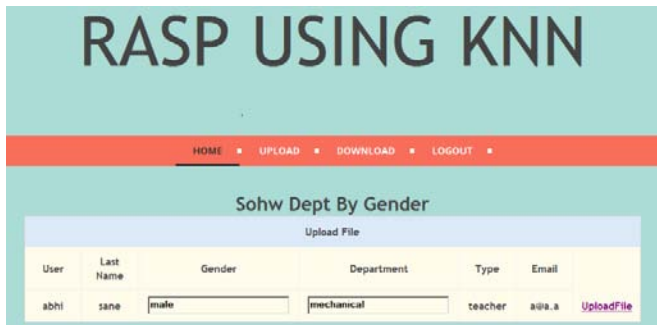 RASP USING KNN
HOME UPLOAD DOWNLOAD LOGOUT
Sohw Dept By Gender
Upload File
User Last Name Gender Department Type Email
abhi sane male mechanical teacher a@a.a UploadFile